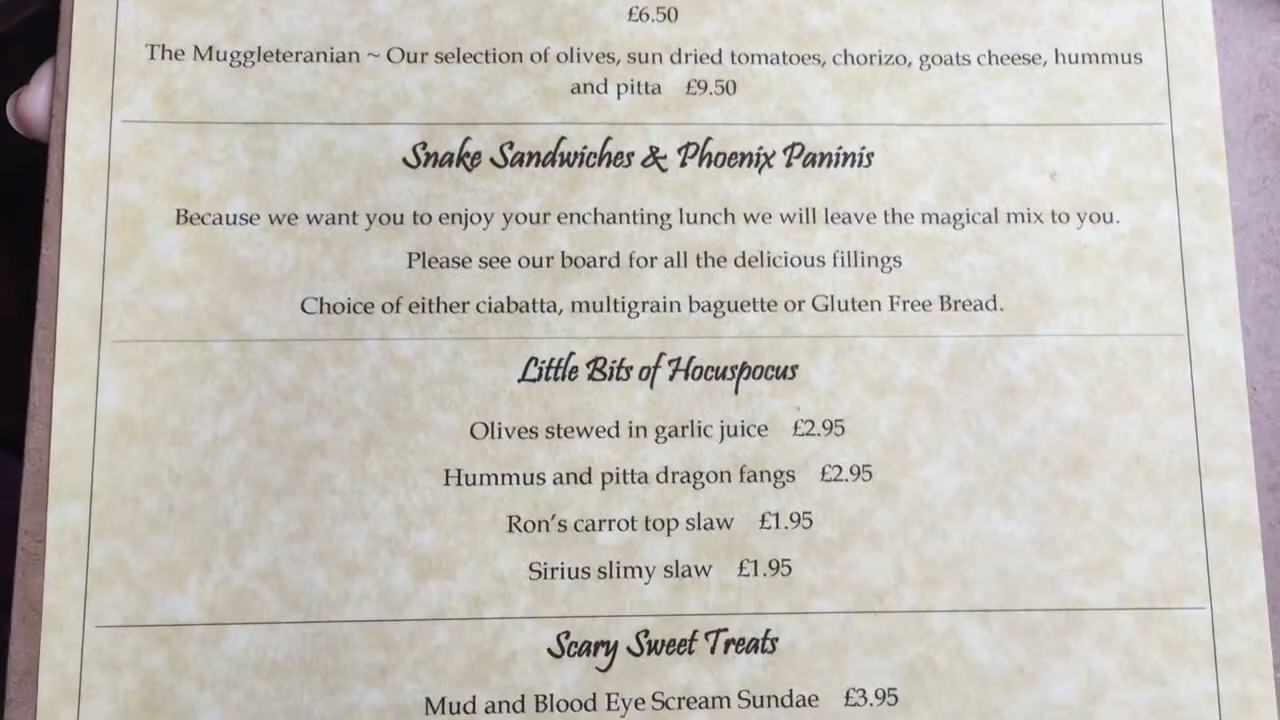 £6.50
The Muggleteranian ~ Our selection of olives, sun dried tomatoes, chorizo, goats cheese, hummus
and pitta £9.50
Snake Sandwiches & Phoenix Paninis
Because we want you to enjoy your enchanting lunch we will leave the magical mix to you.
Please see our board for all the delicious fillings
Choice of either ciabatta, multigrain baguette or Gluten Free Bread.
Little Bits of Hocuspocus
Olives stewed in garlic juice £2.95
Hummus and pitta dragon fangs £2.95
Ron's carrot top slaw £1.95
Sirius slimy slaw £1.95
Scary Sweet Treats
Mud and Blood Eye Scream Sundae £3.95